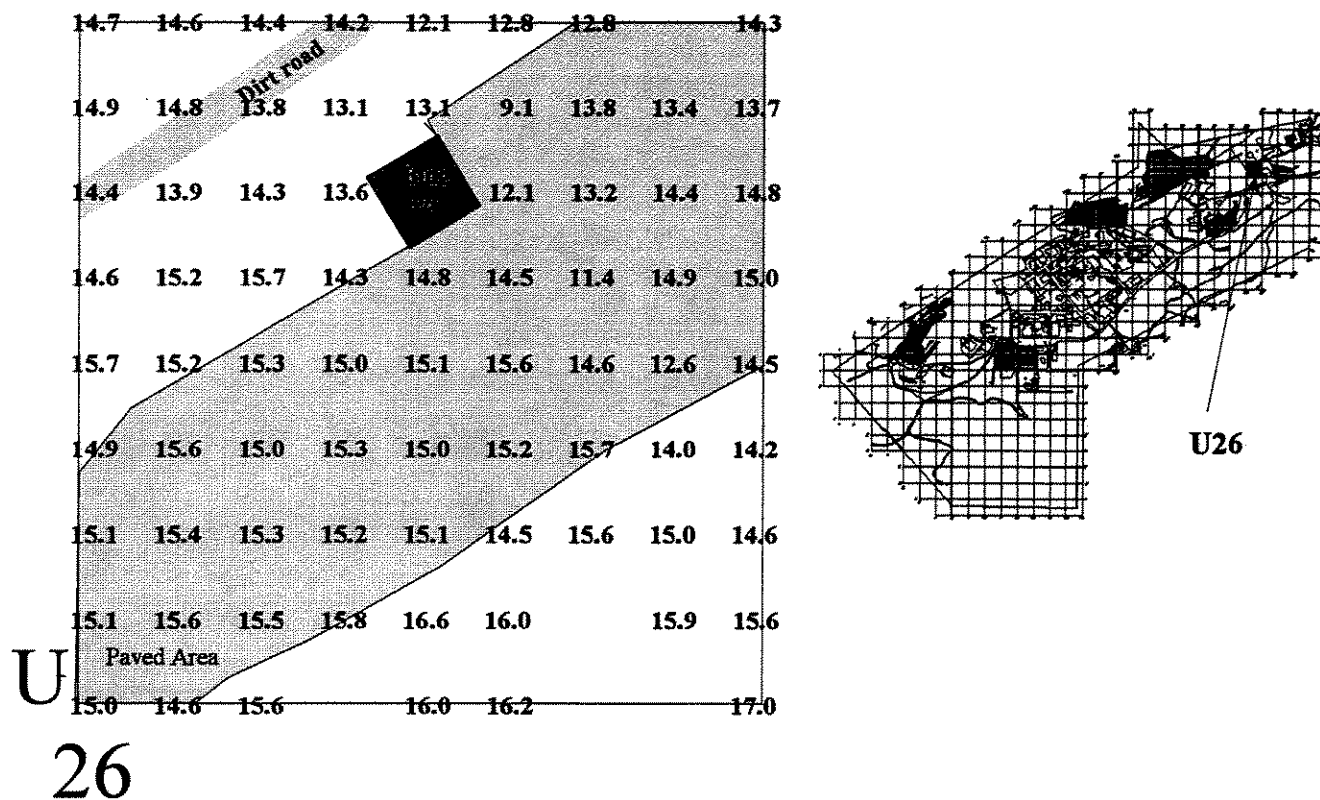 14.7 14.6 14.4 14.2 12.1 12.8 12.8 14.3
Dirt road
14.9 14.8 13.8 13.1 13.1 9.1 13.8 13.4 13.7
14.4 13.9 14.3 13.6 12.1 13.2 14.4 14.8
14.6 15.2 15.7 14.3 14.8 14.5 11.4 14.9 15.0
15.7 15.2 15.3 15.0 15.1 15.6 14.6 12.6 14.5
14.9 15.6 15.0 15.3 15.0 15.2 15.7 14.0 14.2
15.1 15.4 15.3 15.2 15.1 14.5 15.6 15.0 14.6
15.1 15.6 15.5 15.8 16.6 16.0 15.9 15.6
Paved Area
U
15.0 14.6 15.6 16.0 16.2 17.0
26
U26